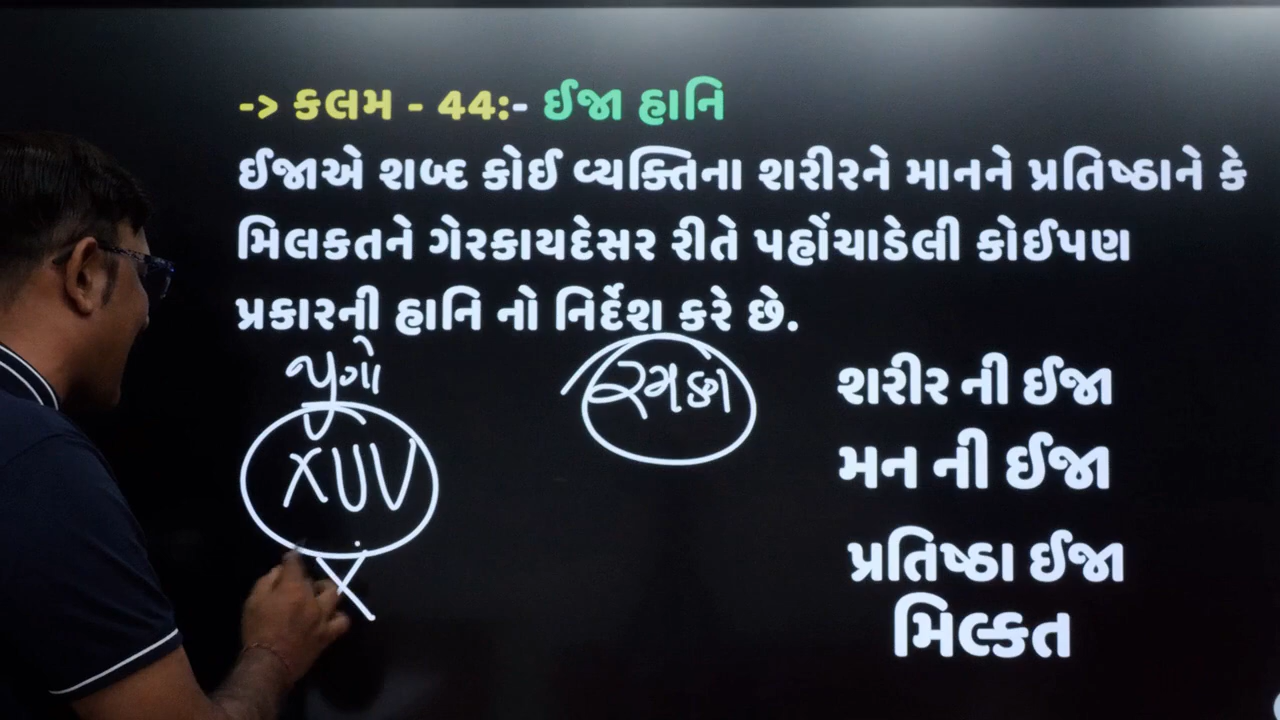 -> કલમ - 44:- ઈજા હાનિ
ઈજાએ શબ્દ કોઈ વ્યક્તિના શરીરને માનને પ્રતિષ્ઠાને કે
મિલકતને ગેરકાયદેસર રીતે પહોંચાડેલી કોઈપણ
પ્રકારની હાનિ નો નિર્દેશ કરે છે.
XUV
શરીર ની ઈજા
મન ની ઈજા
પ્રતિષ્ઠા ઈજા
મિલ્કત